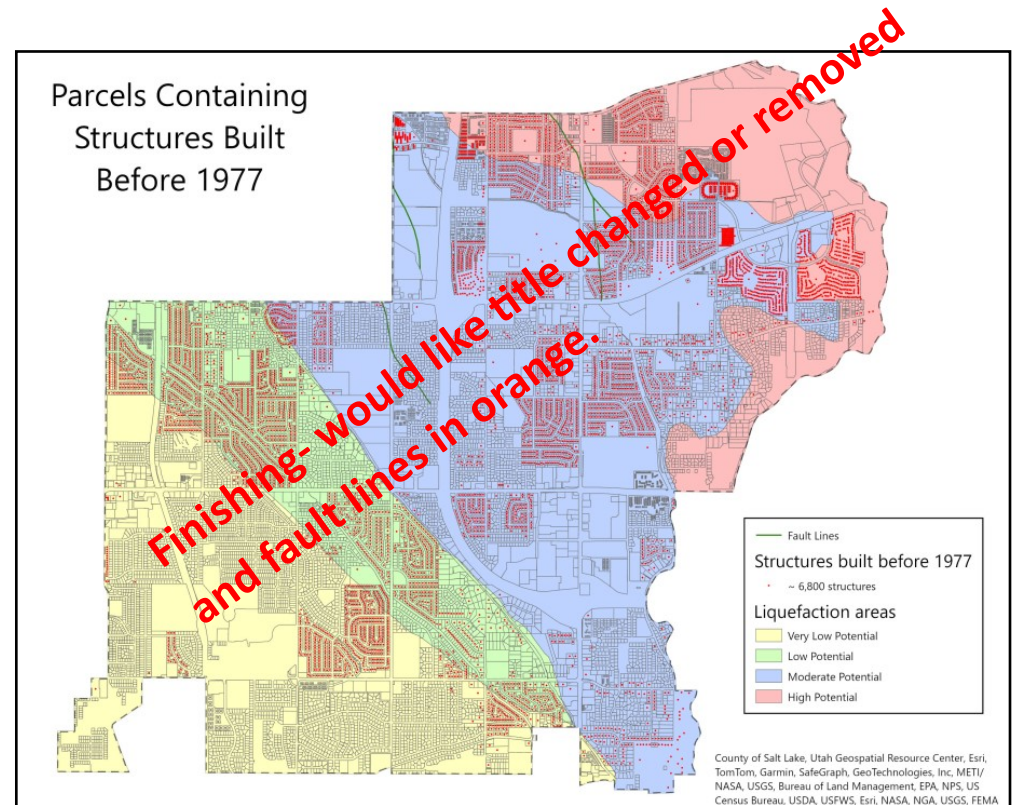 Parcels Containing
Structures Built
Before 1977
Finishing- would like title changed or removed
and fault lines in orange.
Fault Lines
Structures built before 1977
~ 6,800 structures
Liquefaction areas
Very Low Potential
Low Potential
Moderate Potential
High Potential
County of Salt Lake, Utah Geospatial Resource Center, Esri,
TomTom, Garmin, SafeGraph, GeoTechnologies, Inc, METI/
NASA, USGS, Bureau of Land Management, EPA, NPS, US
Census Bureau, USDA, USFWS, Esri, NASA, NGA, USGS, FEMA